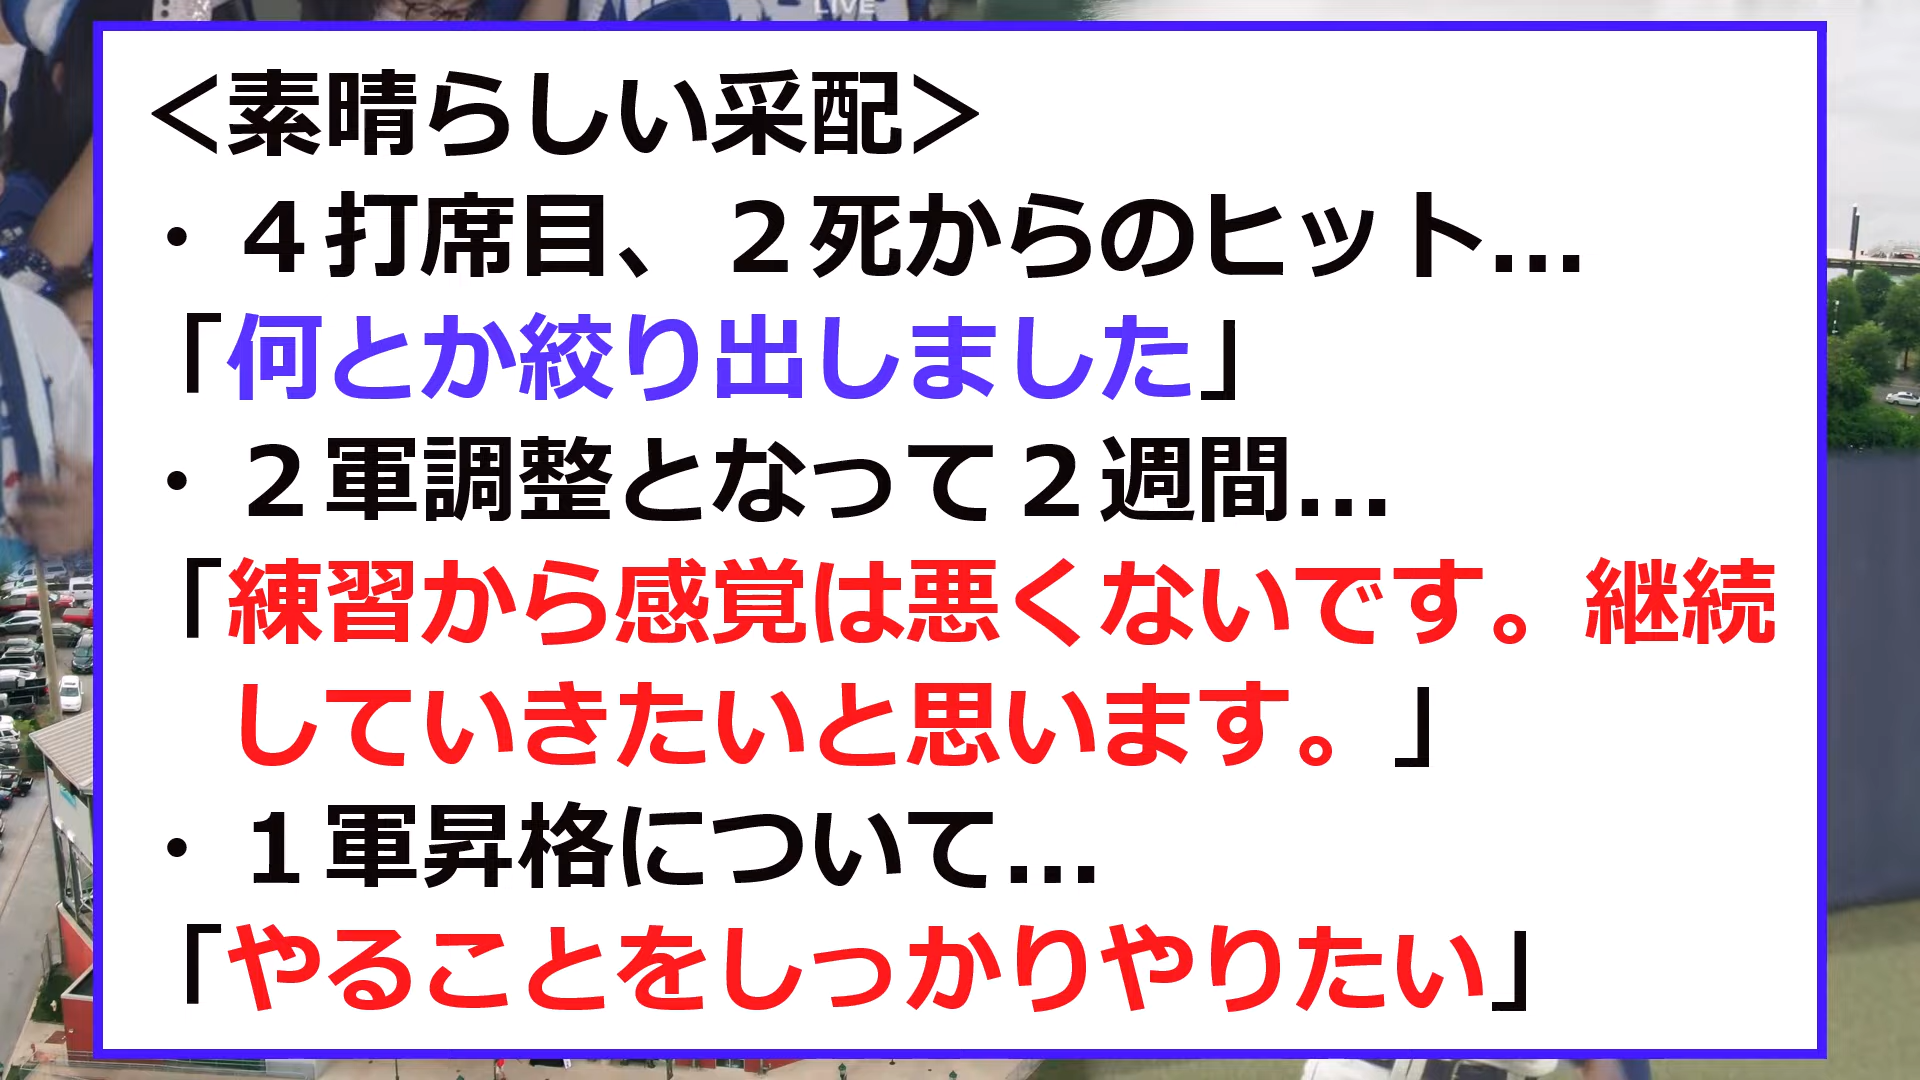 LIVE
＜素晴らしい采配＞
・４打席目、２死からのヒット…
「何とか絞り出しました」
・２軍調整となって２週間…
「練習から感覚は悪くないです。継続
していきたいと思います。」
・１軍昇格について…
「やることをしっかりやりたい」